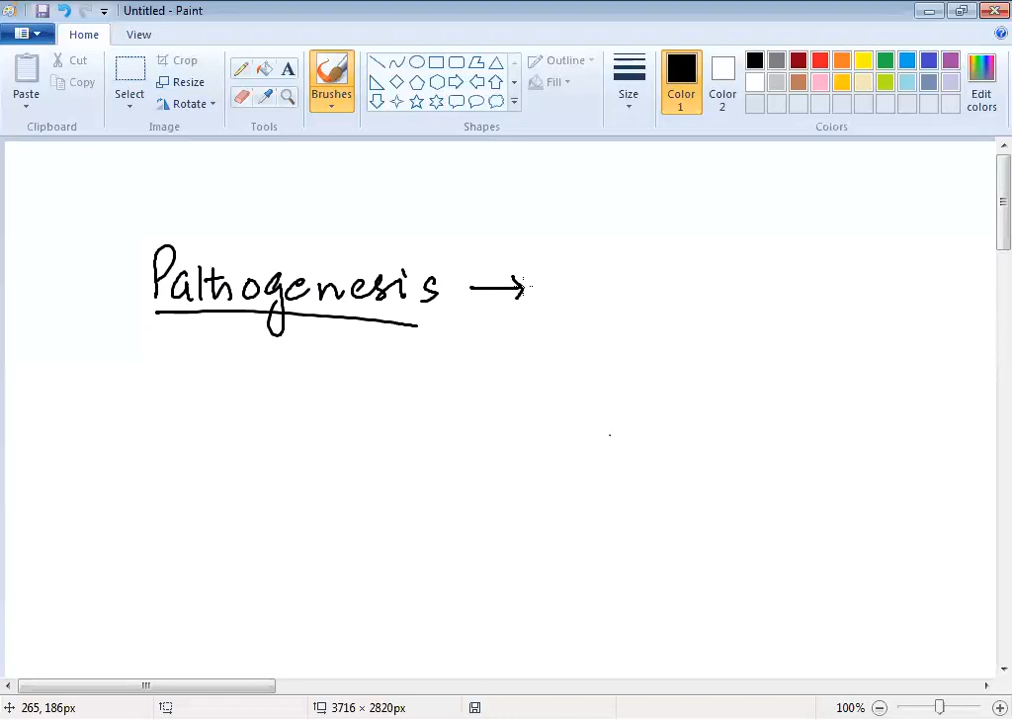 Untitled - Paint
Home View
Paste
Cut
Copy
Clipboard
Select
Crop
Resize
Rotate
Image
Tools
Brushes
Shapes
Outline
Fill
Size
Color 1
Color 2
Edit colors
Colors
Pathogenesis →
265, 186px
3716 × 2820px
100%